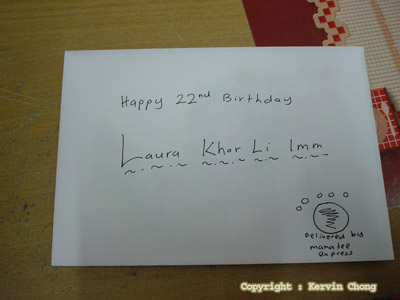 Happy 22nd Birthday
Laura Khor Li Imm
Delivered by
manatee
express
Copyright : Kervin Chong